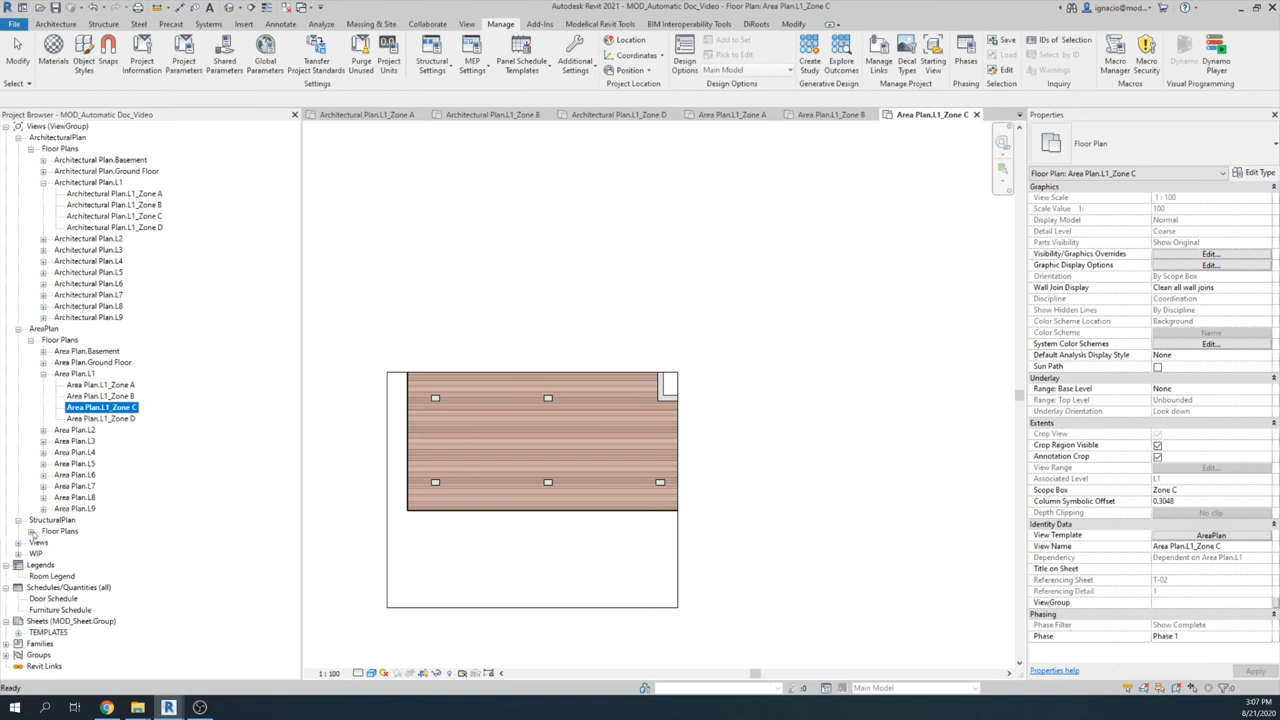 Autodesk Revit 2021 - MOD_Automatic Doc_Video - Floor Plan: Area Plan.L1_Zone C
ignacio@mod...
File Architecture Structure Precast Systems Insert Annotate Analyze Massing & Site Collaborate View Manage Add-Ins Modelical Revit Tools BIM Interoperability Tools DiRoots Modify
Modify
Materials
Object Styles
Snaps
Project Information
Project Parameters
Shared Parameters
Global Parameters
Transfer Project Standards
Purge Unused
Project Units
Structural Settings
MEP Settings
Panel Schedule Templates
Additional Settings
Location
Coordinates
Position
Design Options
Add to Set
Pick to Edit
Main Model
Create Study
Explore Outcomes
Manage Links
Decal Types
Starting View
Phases
Save
Load
Edit
IDs of Selection
Select by ID
Warnings
Macro Manager
Macro Security
Dynamo
Dynamo Player
Select Settings Project Location Design Options Generative Design Manage Project Phasing Selection Inquiry Macros Visual Programming
Project Browser - MOD_Automatic Doc_Video
Views (ViewGroup)
ArchitecturalPlan
Floor Plans
Architectural Plan.Basement
Architectural Plan.Ground Floor
Architectural Plan.L1
Architectural Plan.L1_Zone A
Architectural Plan.L1_Zone B
Architectural Plan.L1_Zone C
Architectural Plan.L1_Zone D
Architectural Plan.L2
Architectural Plan.L3
Architectural Plan.L4
Architectural Plan.L5
Architectural Plan.L6
Architectural Plan.L7
Architectural Plan.L8
Architectural Plan.L9
AreaPlan
Floor Plans
Area Plan.Basement
Area Plan.Ground Floor
Area Plan.L1
Area Plan.L1_Zone A
Area Plan.L1_Zone B
Area Plan.L1_Zone C
Area Plan.L1_Zone D
Area Plan.L2
Area Plan.L3
Area Plan.L4
Area Plan.L5
Area Plan.L6
Area Plan.L7
Area Plan.L8
Area Plan.L9
StructuralPlan
Floor Plans
Views
WIP
Legends
Room Legend
Schedules/Quantities (all)
Door Schedule
Furniture Schedule
Sheets (MOD_Sheet.Group)
TEMPLATES
Families
Groups
Revit Links
Architectural Plan.L1_Zone A
Architectural Plan.L1_Zone B
Architectural Plan.L1_Zone D
Area Plan.L1_Zone A
Area Plan.L1_Zone B
Area Plan.L1_Zone C
1 : 100
Properties
Floor Plan
Floor Plan: Area Plan.L1_Zone C Edit Type
Graphics
View Scale 1 : 100
Scale Value 1: 100
Display Model Normal
Detail Level Coarse
Parts Visibility Show Original
Visibility/Graphics Overrides Edit...
Graphic Display Options Edit...
Orientation By Scope Box
Wall Join Display Clean all wall joins
Discipline Coordination
Show Hidden Lines By Discipline
Color Scheme Location Background
Color Scheme Name
System Color Schemes Edit...
Default Analysis Display Style None
Sun Path
Underlay
Range: Base Level None
Range: Top Level Unbounded
Underlay Orientation Look down
Extents
Crop View
Crop Region Visible
Annotation Crop
View Range Edit...
Associated Level L1
Scope Box Zone C
Column Symbolic Offset 0.3048
Depth Clipping No clip
Identity Data
View Template AreaPlan
View Name Area Plan.L1_Zone C
Dependency Dependent on Area Plan.L1
Title on Sheet
Referencing Sheet T-02
Referencing Detail 1
ViewGroup
Phasing
Phase Filter Show Complete
Phase Phase 1
Properties help Apply
Ready
:0
Main Model
:0
3:07 PM
8/21/2020